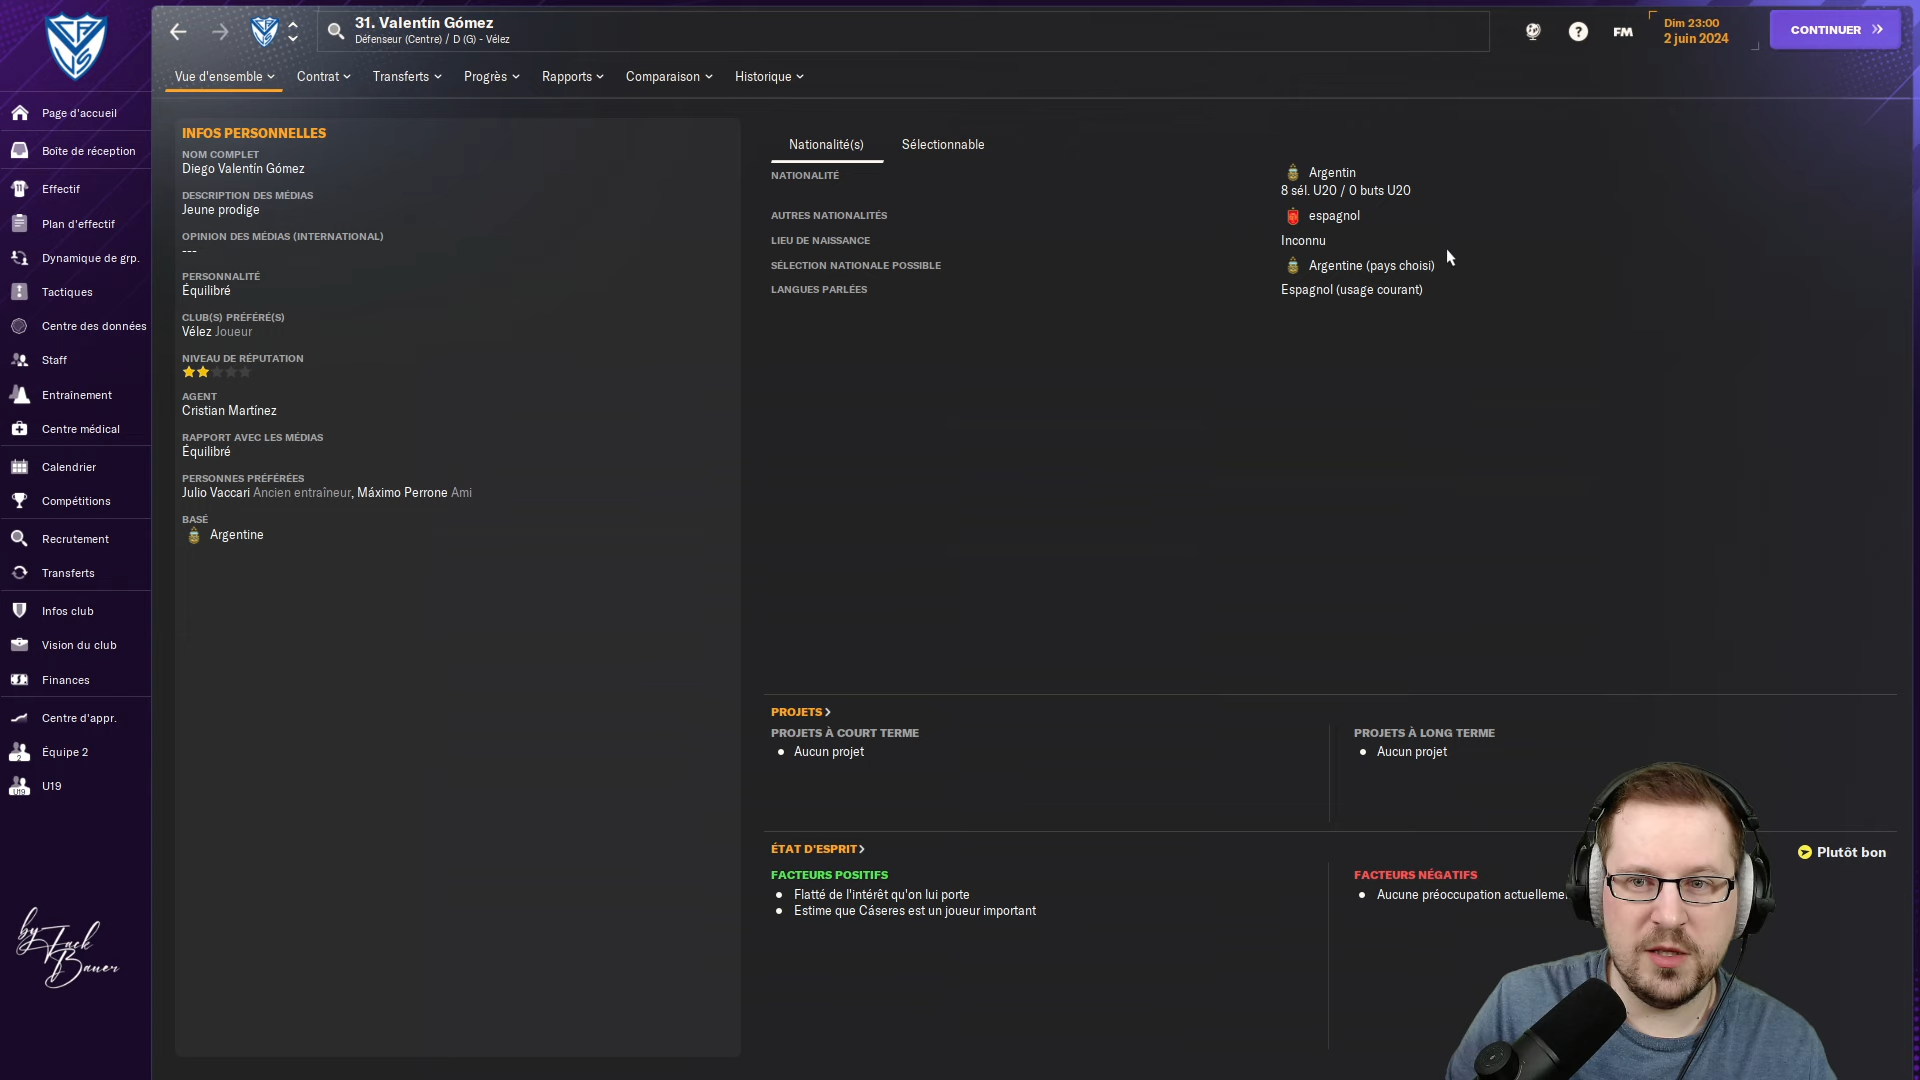 31. Valentín Gómez
Défenseur (Centre) / D (G) - Vélez
FM
Dim 23:00
2 juin 2024
CONTINUER
Vue d'ensemble
Contrat
Transferts
Progrès
Rapports
Comparaison
Historique
Page d'accueil
Boîte de réception
Effectif
Plan d'effectif
Dynamique de grp.
Tactiques
Centre des données
Staff
Entraînement
Centre médical
Calendrier
Compétitions
Recrutement
Transferts
Infos club
Vision du club
Finances
Centre d'appr.
Équipe 2
U19
by Jack
Bauer
INFOS PERSONNELLES
NOM COMPLET
Diego Valentín Gómez
DESCRIPTION DES MÉDIAS
Jeune prodige
OPINION DES MÉDIAS (INTERNATIONAL)
---
PERSONNALITÉ
Équilibré
CLUB(S) PRÉFÉRÉ(S)
Vélez Joueur
NIVEAU DE RÉPUTATION
AGENT
Cristian Martínez
RAPPORT AVEC LES MÉDIAS
Équilibré
PERSONNES PRÉFÉRÉES
Julio Vaccari Ancien entraîneur, Máximo Perrone Ami
BASÉ
Argentine
Nationalité(s)
Sélectionnable
NATIONALITÉ
Argentin
8 sél. U20 / 0 buts U20
AUTRES NATIONALITÉS
espagnol
LIEU DE NAISSANCE
Inconnu
SÉLECTION NATIONALE POSSIBLE
Argentine (pays choisi)
LANGUES PARLÉES
Espagnol (usage courant)
PROJETS
PROJETS À COURT TERME
Aucun projet
PROJETS À LONG TERME
Aucun projet
ÉTAT D'ESPRIT
Plutôt bon
FACTEURS POSITIFS
Flatté de l'intérêt qu'on lui porte
Estime que Cáseres est un joueur important
FACTEURS NÉGATIFS
Aucune préoccupation actuelleme